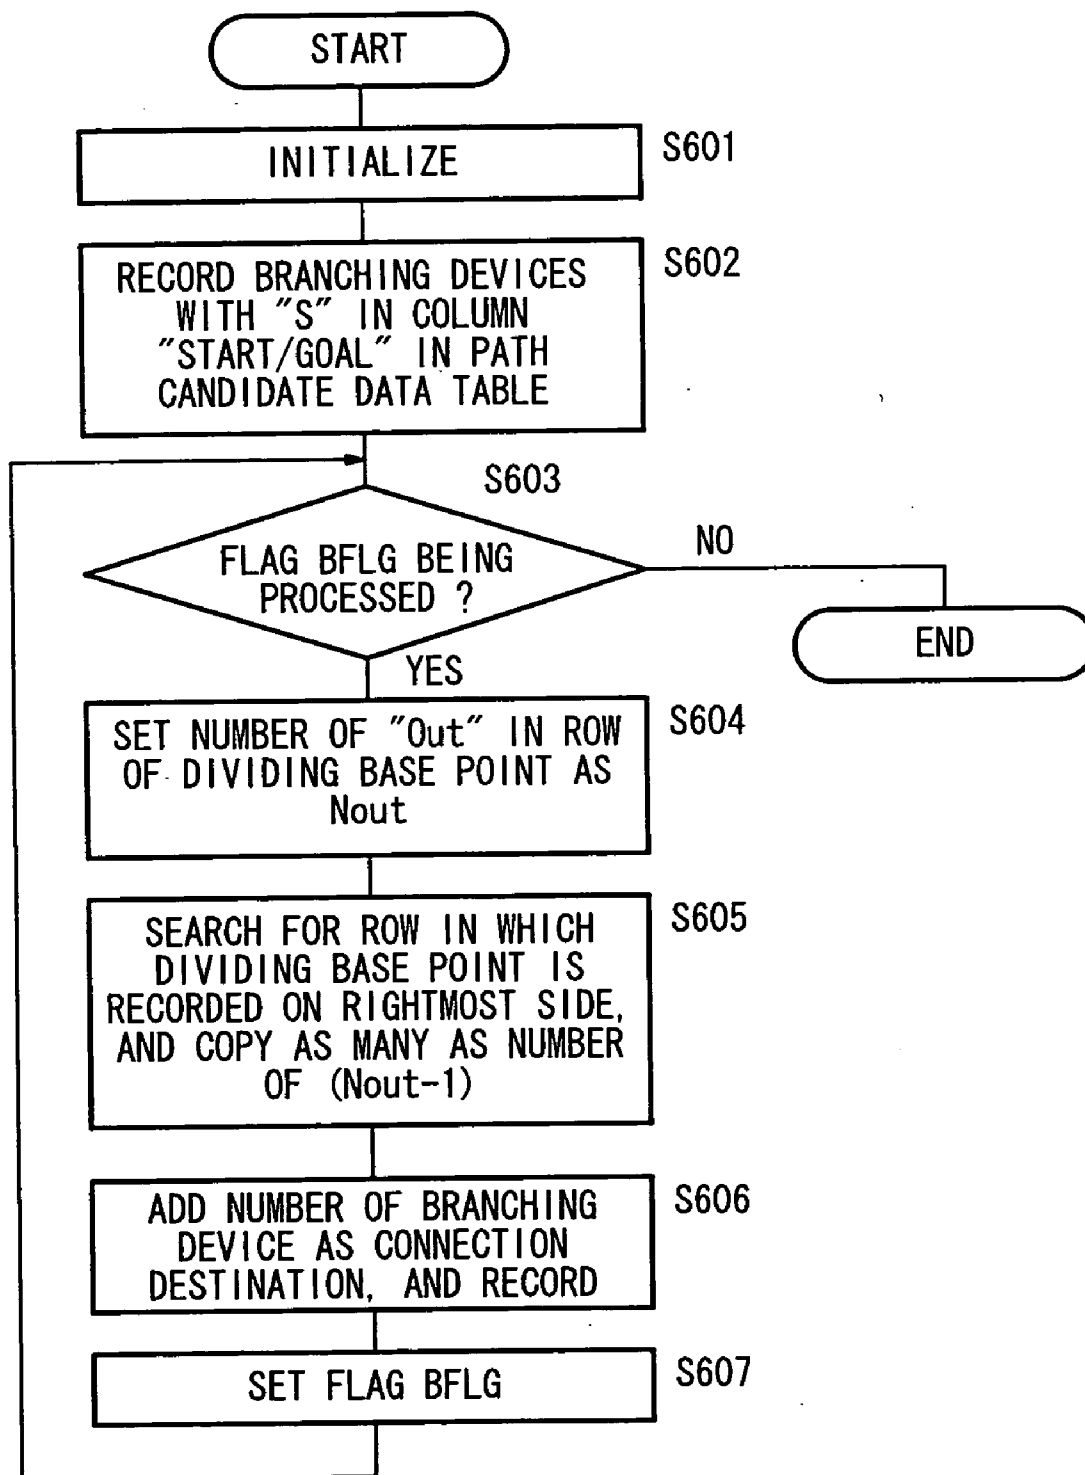 START
INITIALIZE
S601
RECORD BRANCHING DEVICES
WITH "S" IN COLUMN
"START/GOAL" IN PATH
CANDIDATE DATA TABLE
S602
S603
FLAG BFLG BEING
PROCESSED ?
NO
END
YES
SET NUMBER OF "Out" IN ROW
OF DIVIDING BASE POINT AS
Nout
S604
SEARCH FOR ROW IN WHICH
DIVIDING BASE POINT IS
RECORDED ON RIGHTMOST SIDE,
AND COPY AS MANY AS NUMBER
OF (Nout-1)
S605
ADD NUMBER OF BRANCHING
DEVICE AS CONNECTION
DESTINATION, AND RECORD
S606
SET FLAG BFLG
S607